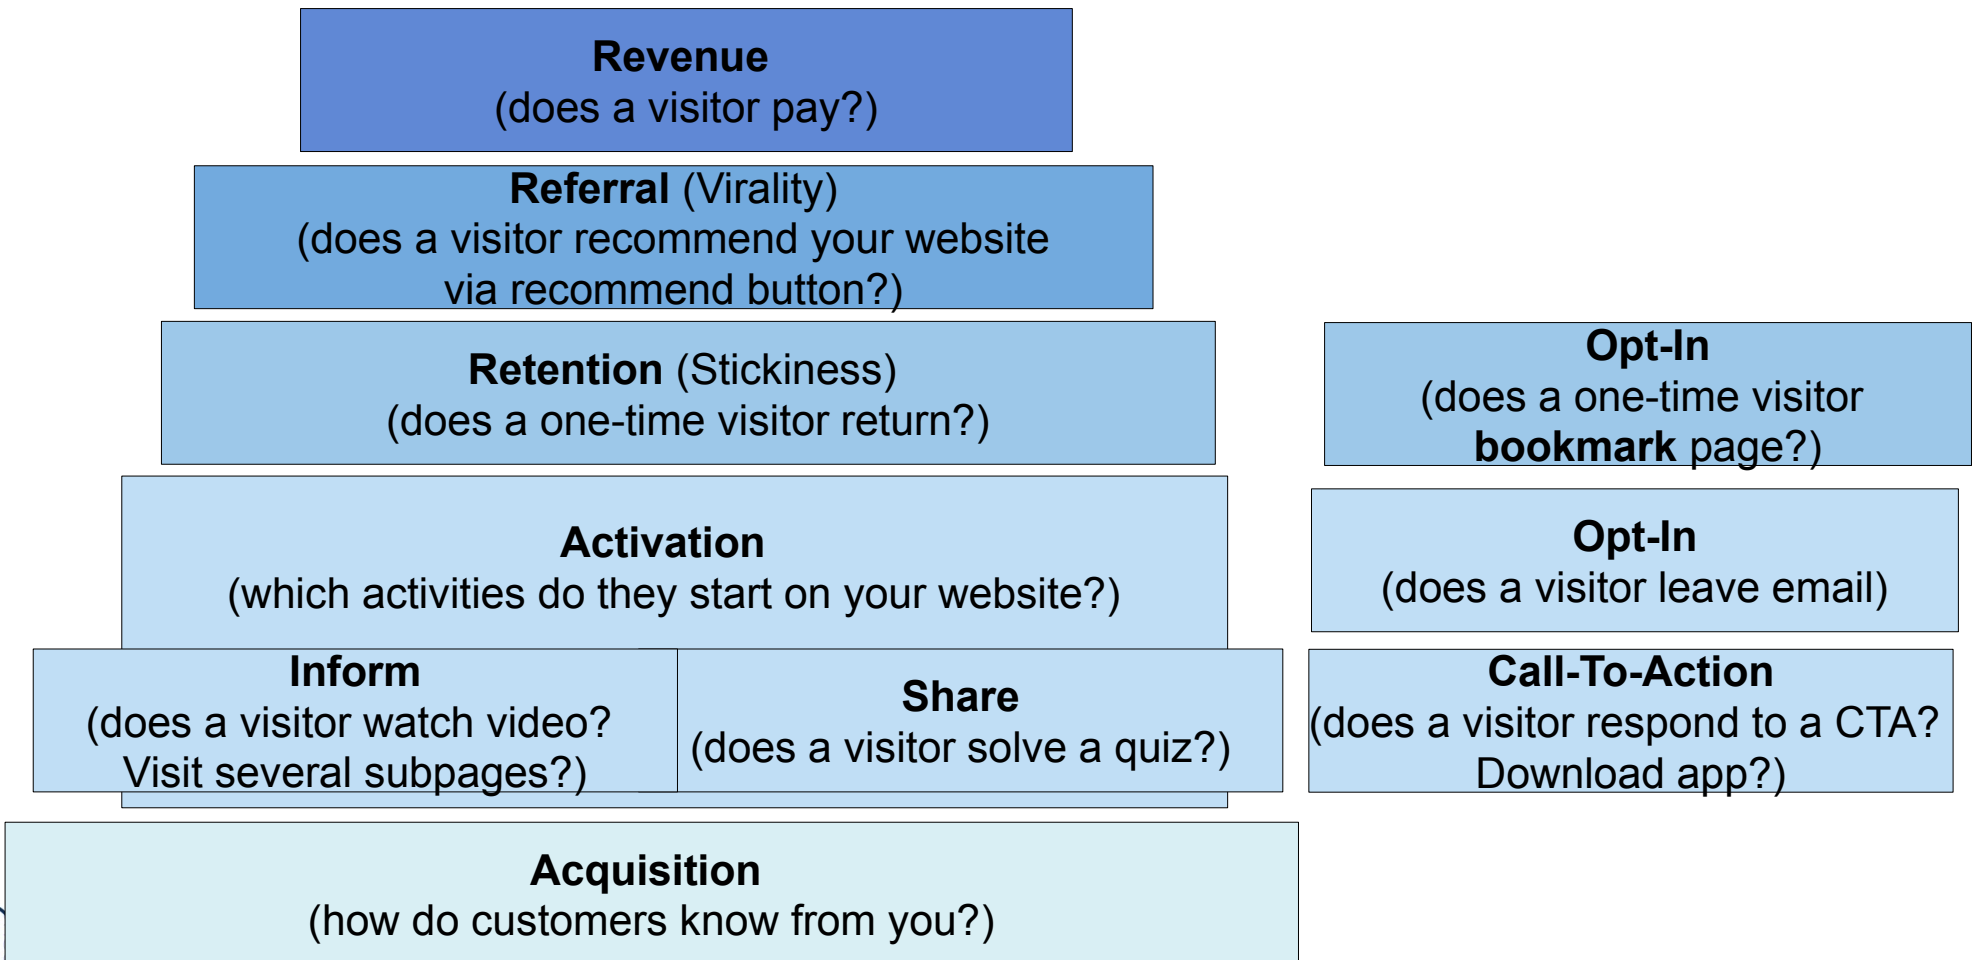 Revenue
(does a visitor pay?)
Referral (Virality)
(does a visitor recommend your website
via recommend button?)
Retention (Stickiness)
(does a one-time visitor return?)
Opt-In
(does a one-time visitor
bookmark page?)
Activation
(which activities do they start on your website?)
Opt-In
(does a visitor leave email)
Inform
(does a visitor watch video?
Visit several subpages?)
Share
(does a visitor solve a quiz?)
Call-To-Action
(does a visitor respond to a CTA?
Download app?)
Acquisition
(how do customers know from you?)